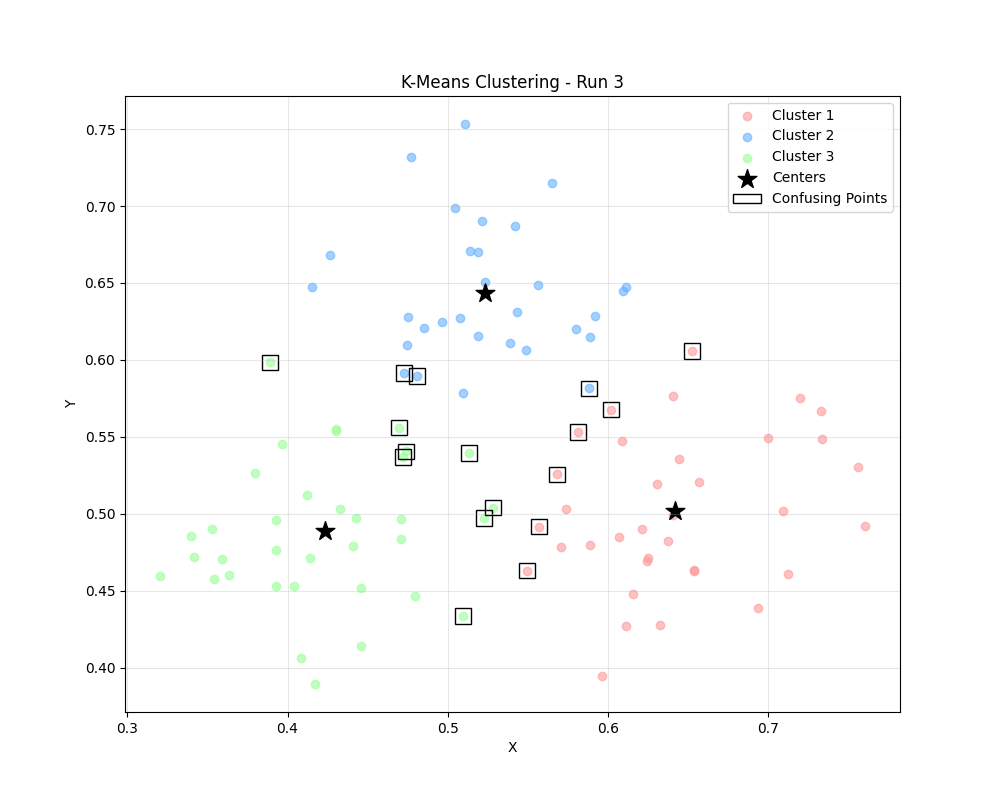 K-Means Clustering - Run 3
Cluster 1
Cluster 2
Cluster 3
Centers
Confusing Points
0.75
0.70
0.65
0.60
0.55
0.50
0.45
0.40
Y
0.3
0.4
0.5
0.6
0.7
X